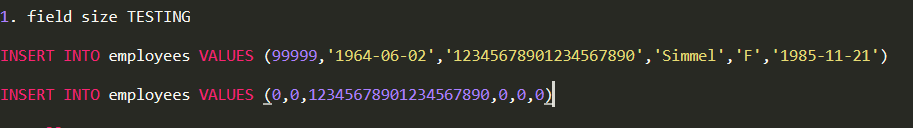 1. field size TESTING
INSERT INTO employees VALUES (99999,'1964-06-02','12345678901234567890','Simmel','F','1985-11-21')
INSERT INTO employees VALUES (0,0,12345678901234567890,0,0,0)